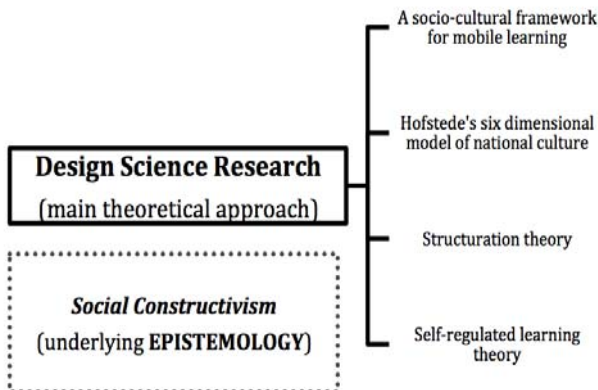 A socio-cultural framework
for mobile learning
Hofstede's six dimensional
model of national culture
Design Science Research
(main theoretical approach)
Structuration theory
Social Constructivism
(underlying EPISTEMOLOGY)
Self-regulated learning
theory